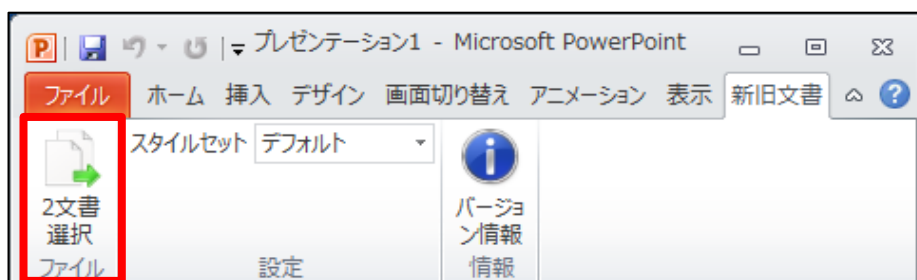 プレゼンテーション1 - Microsoft PowerPoint
ファイル ホーム 挿入 デザイン 画面切り替え アニメーション 表示 新旧文書
スタイルセット デフォルト
2文書
選択
バージョ
ン情報
ファイル 設定 情報